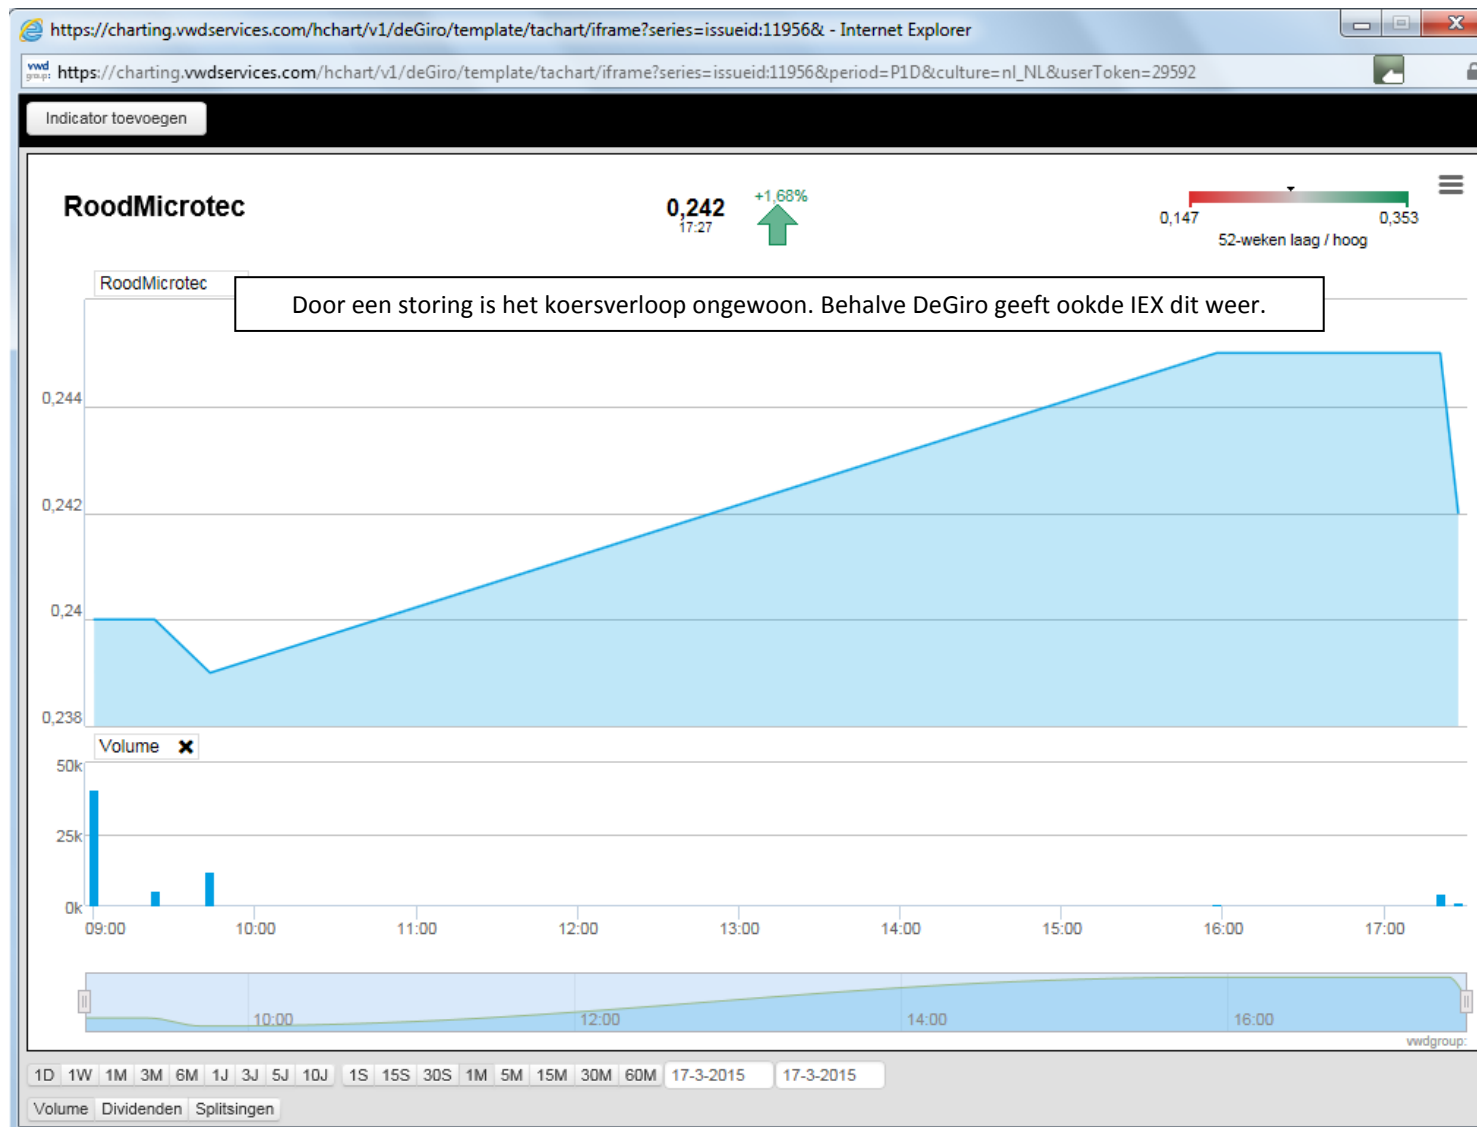 https://charting.vwdservices.com/hchart/v1/deGiro/template/tachart/iframe?series=issueid:11956& - Internet Explorer
vwd group: https://charting.vwdservices.com/hchart/v1/deGiro/template/tachart/iframe?series=issueid:11956&period=P1D&culture=nl_NL&userToken=29592
Indicator toevoegen
RoodMicrotec
0,242
17:27
+1,68%
0,147 0,353
52-weken laag / hoog
RoodMicrotec
Door een storing is het koersverloop ongewoon. Behalve DeGiro geeft ookde IEX dit weer.
0,244
0,242
0,24
0,238
Volume
50k
25k
0k
09:00 10:00 11:00 12:00 13:00 14:00 15:00 16:00 17:00
10:00 12:00 14:00 16:00
vwdgroup:
1D 1W 1M 3M 6M 1J 3J 5J 10J 1S 15S 30S 1M 5M 15M 30M 60M 17-3-2015 17-3-2015
Volume Dividenden Splitsingen